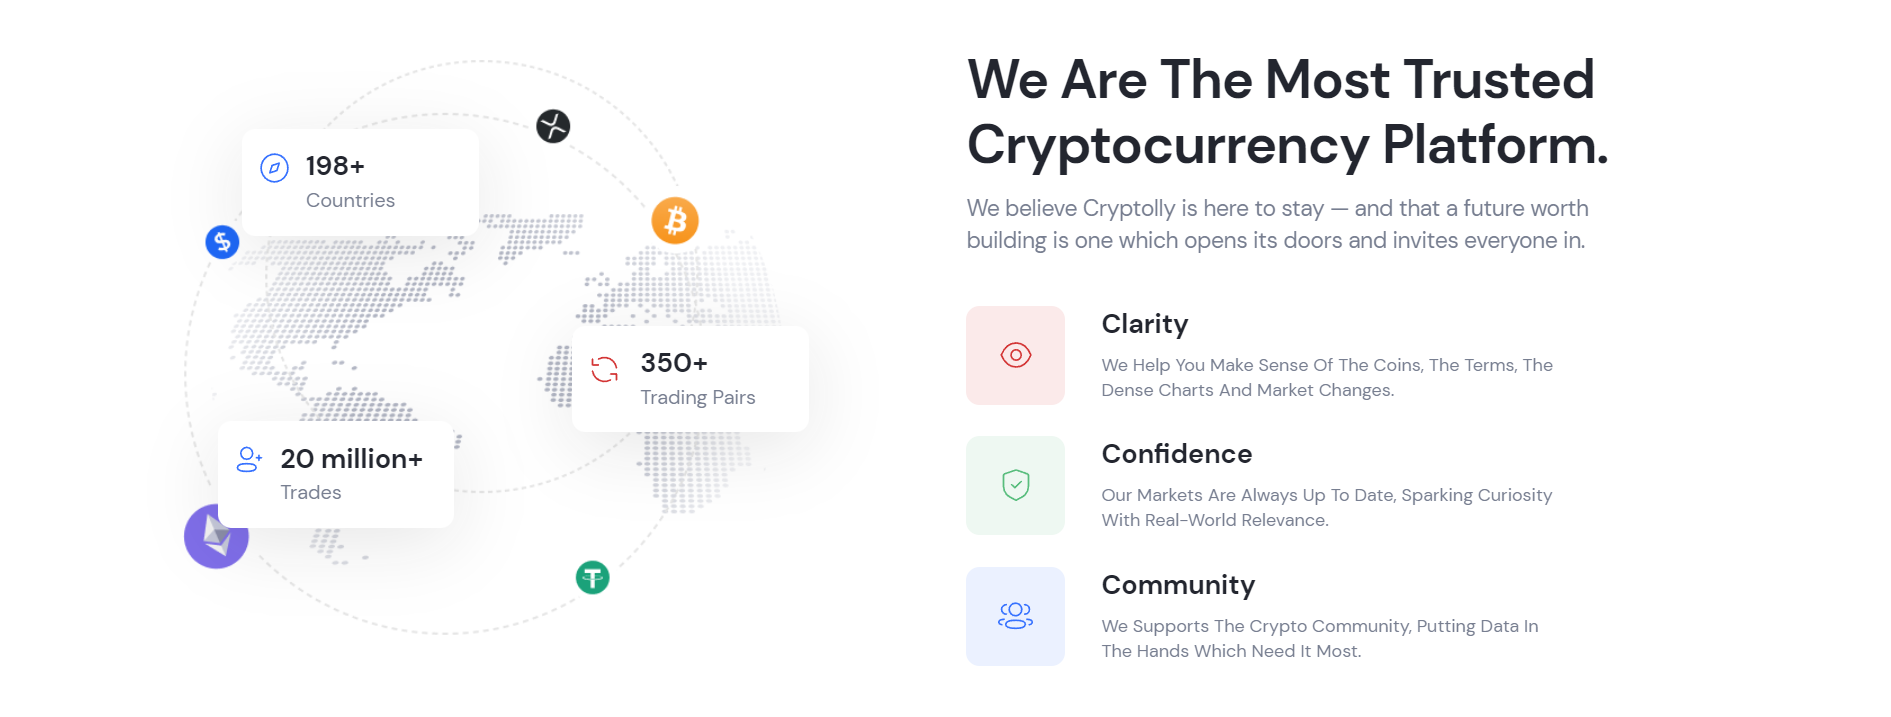 198+
Countries
350+
Trading Pairs
20 million+
Trades
We Are The Most Trusted
Cryptocurrency Platform.
We believe Cryptolly is here to stay — and that a future worth
building is one which opens its doors and invites everyone in.
Clarity
We Help You Make Sense Of The Coins, The Terms, The
Dense Charts And Market Changes.
Confidence
Our Markets Are Always Up To Date, Sparking Curiosity
With Real-World Relevance.
Community
We Supports The Crypto Community, Putting Data In
The Hands Which Need It Most.